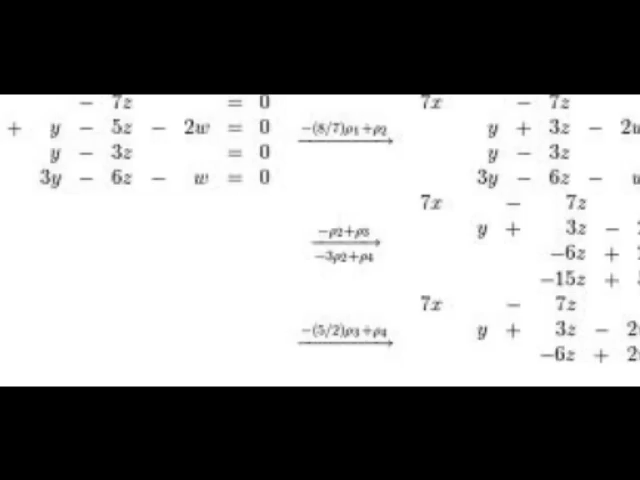 − 7z = 0
+ y − 5z − 2w = 0
y − 3z = 0
3y − 6z − w = 0
−(8/7)ρ1+ρ2
7x − 7z
y + 3z − 2w
y − 3z
3y − 6z −
−ρ2+ρ3
−3ρ2+ρ4
7x − 7z
y + 3z −
−6z +
−15z +
−(5/2)ρ3+ρ4
7x − 7z
y + 3z − 2
−6z + 2